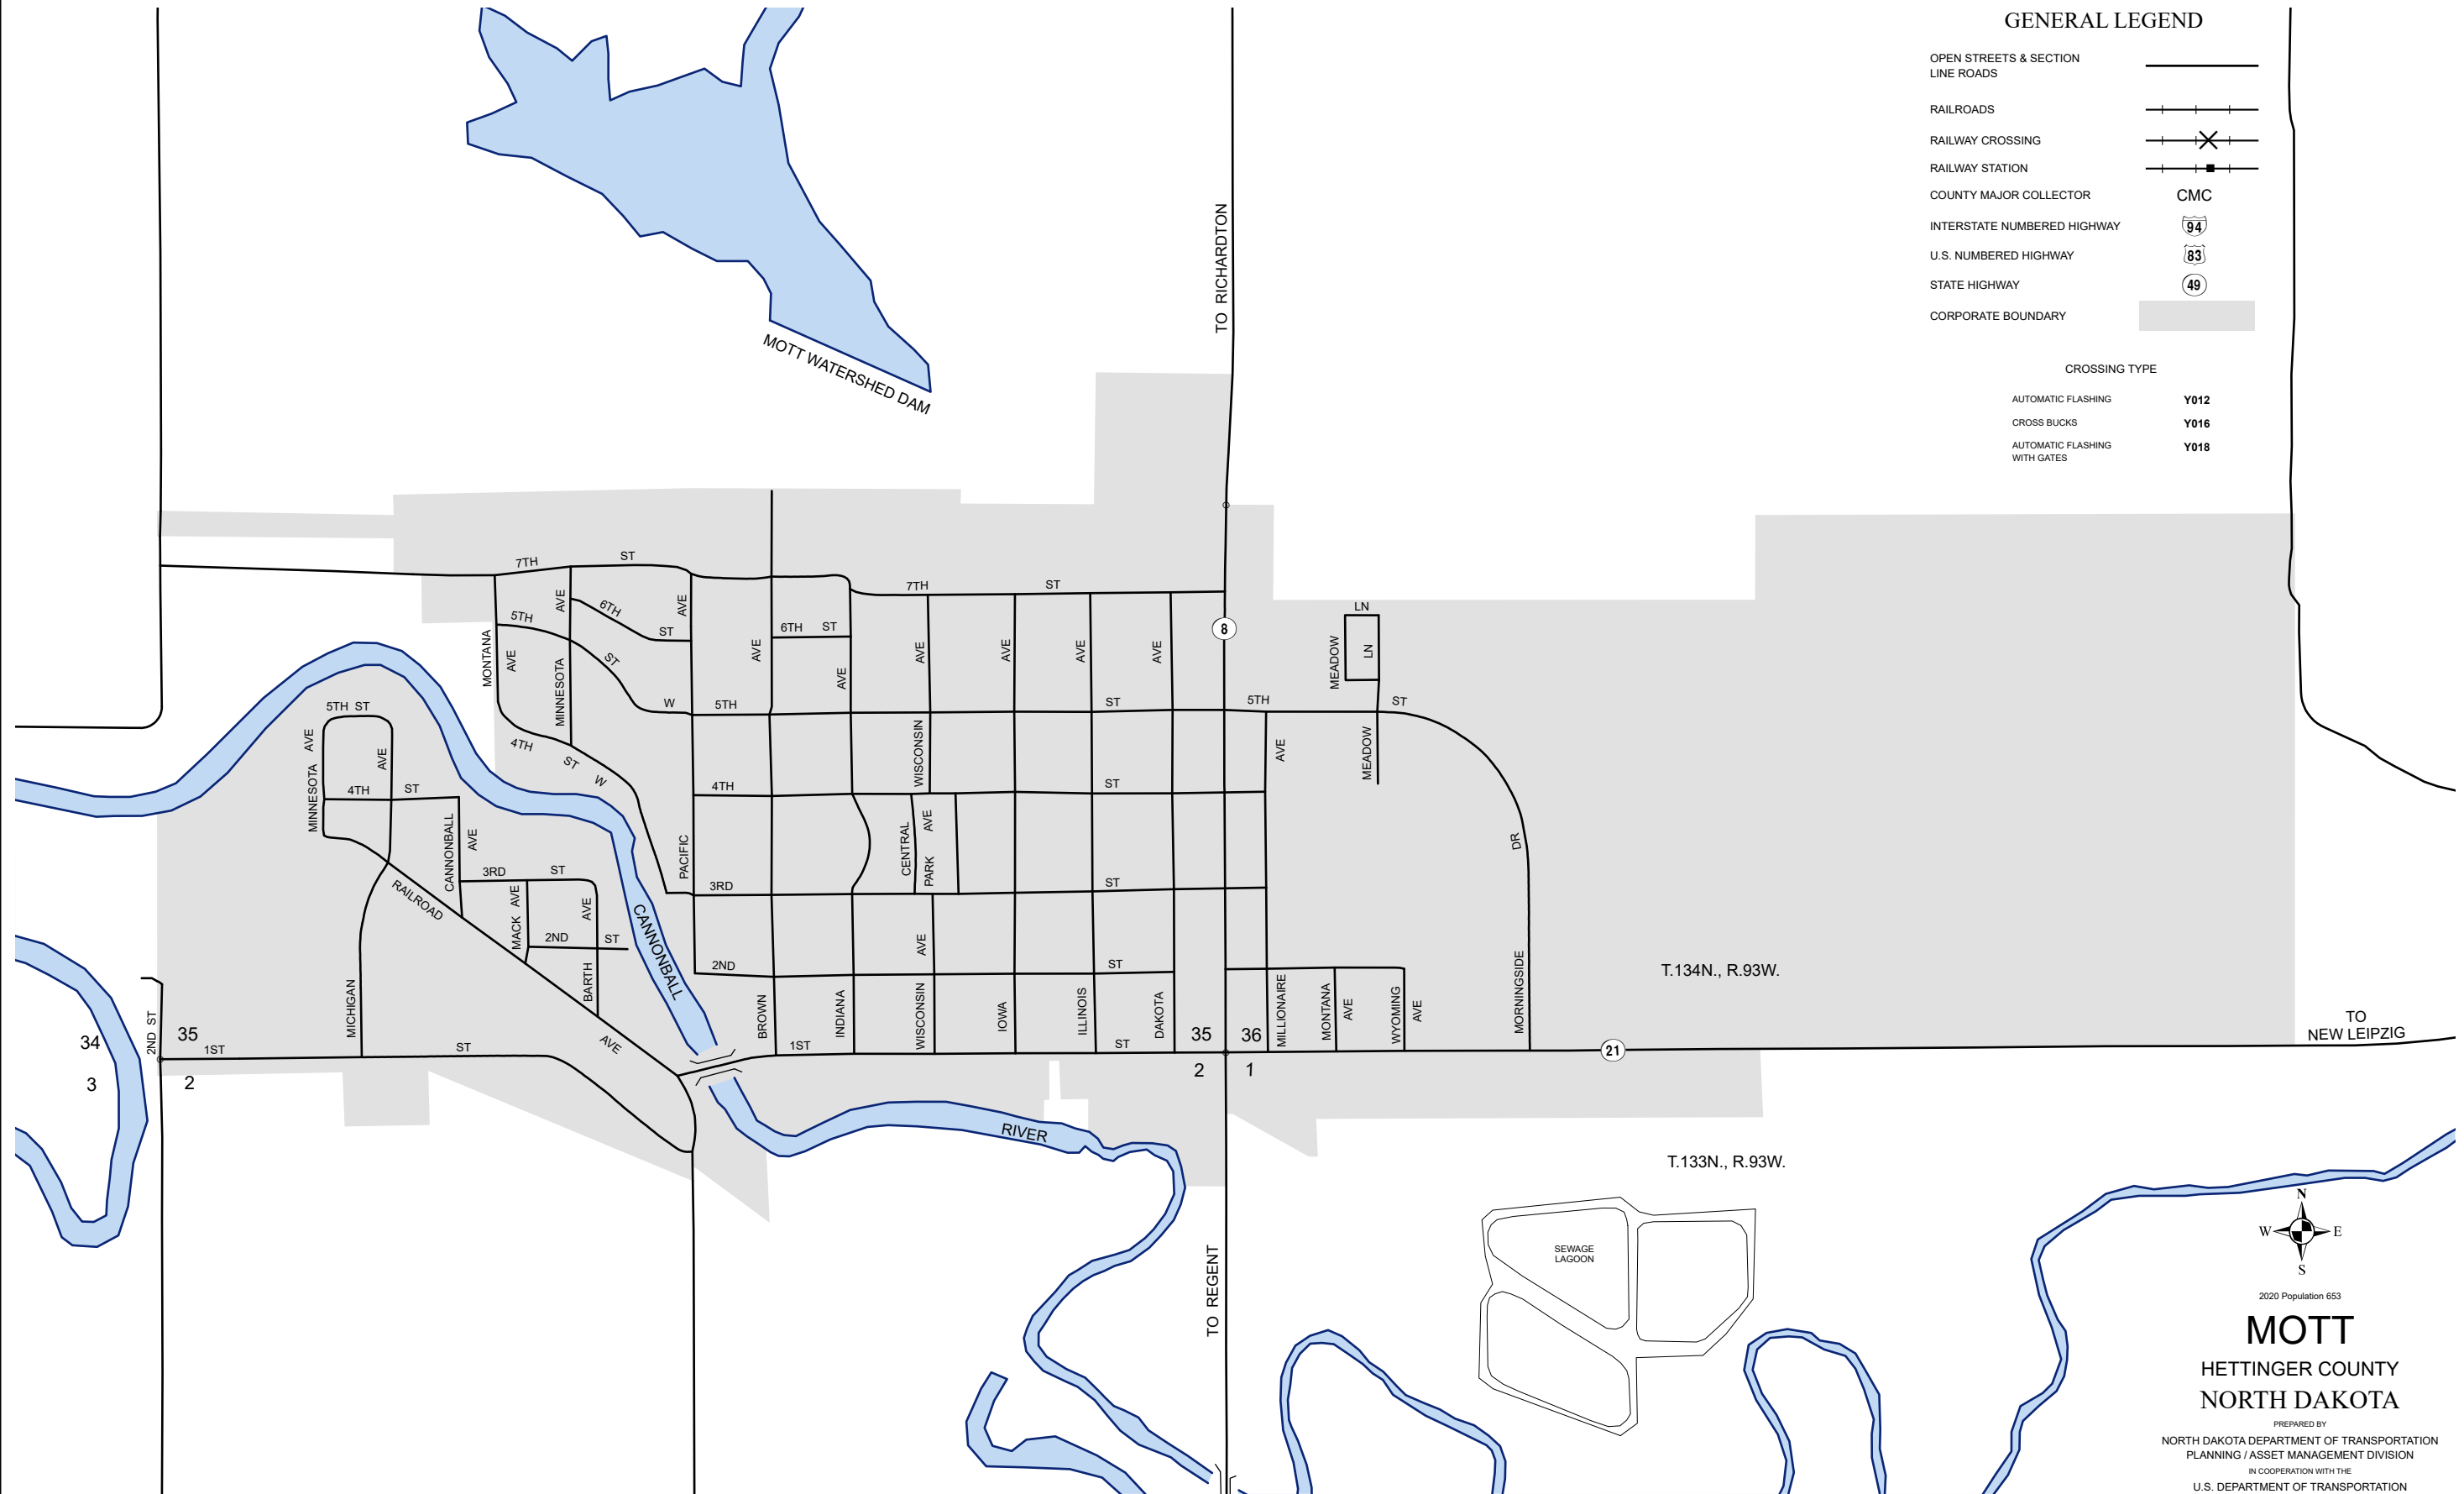 GENERAL LEGEND
OPEN STREETS & SECTION
LINE ROADS
RAILROADS
RAILWAY CROSSING
RAILWAY STATION
COUNTY MAJOR COLLECTOR CMC
INTERSTATE NUMBERED HIGHWAY 94
U.S. NUMBERED HIGHWAY 83
STATE HIGHWAY 49
CORPORATE BOUNDARY
CROSSING TYPE
AUTOMATIC FLASHING Y012
CROSS BUCKS Y016
AUTOMATIC FLASHING Y018
WITH GATES
TO RICHARDTON
MOTT WATERSHED DAM
7TH ST
7TH ST
AVE
6TH ST
AVE
5TH ST W
MONTANA AVE
MINNESOTA
AVE
6TH ST
AVE
AVE
AVE
AVE
AVE
8
LN
MEADOW
LN
5TH ST
5TH ST
MEADOW
5TH ST
MINNESOTA AVE
AVE
4TH ST
4TH ST W
4TH ST
WISCONSIN
AVE
CANNONBALL AVE
PACIFIC
CENTRAL
PARK AVE
DR
3RD ST
3RD ST
RAILROAD
MACK AVE
AVE
2ND ST
BARTH
CANNONBALL
2ND ST
AVE
MICHIGAN
BROWN
INDIANA
WISCONSIN
IOWA
ILLINOIS
DAKOTA
MILLIONAIRE
MONTANA AVE
WYOMING AVE
MORNINGSIDE
T.134N., R.93W.
2ND ST
34
35
3
2
1ST ST
AVE
1ST ST
35
36
2
1
21
TO
NEW LEIPZIG
RIVER
T.133N., R.93W.
TO REGENT
SEWAGE
LAGOON
N
W E
S
2020 Population 653
MOTT
HETTINGER COUNTY
NORTH DAKOTA
PREPARED BY
NORTH DAKOTA DEPARTMENT OF TRANSPORTATION
PLANNING / ASSET MANAGEMENT DIVISION
IN COOPERATION WITH THE
U.S. DEPARTMENT OF TRANSPORTATION